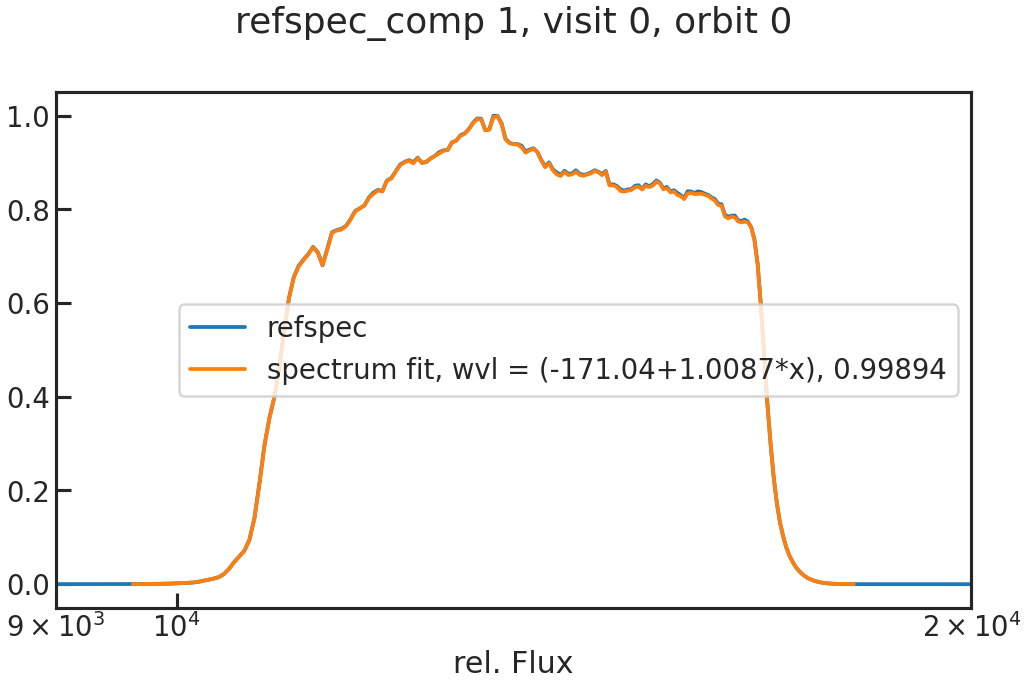 refspec_comp 1, visit 0, orbit 0
1.0
0.8
0.6
0.4
0.2
0.0
refspec
spectrum fit, wvl = (-171.04+1.0087*x), 0.99894
9 × 10³ 10⁴ 2 × 10⁴
rel. Flux